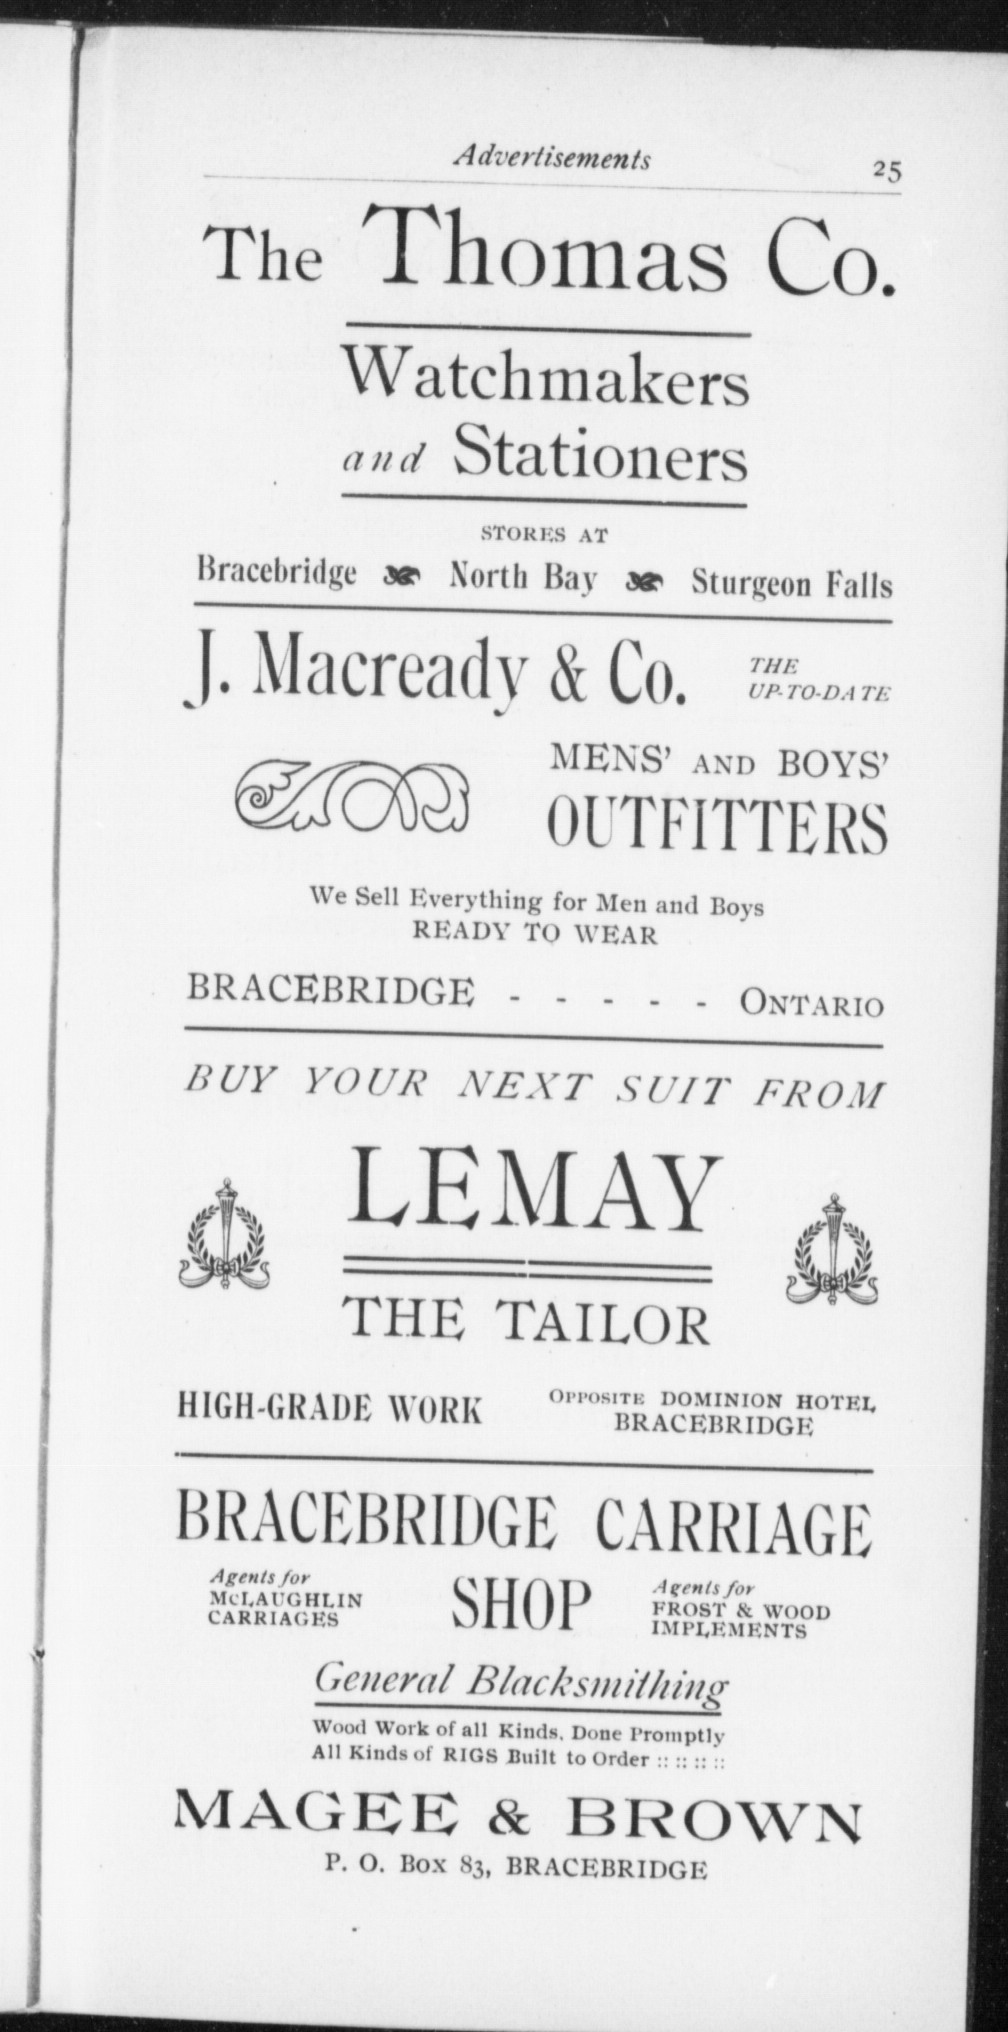 Advertisements 25
The Thomas Co.
Watchmakers
and Stationers
STORES AT
Bracebridge North Bay Sturgeon Falls
J. Macready & Co. THE
UP-TO-DATE
MENS' AND BOYS'
OUTFITTERS
We Sell Everything for Men and Boys
READY TO WEAR
BRACEBRIDGE - - - - - ONTARIO
BUY YOUR NEXT SUIT FROM
LEMAY
THE TAILOR
HIGH-GRADE WORK
OPPOSITE DOMINION HOTEL
BRACEBRIDGE
BRACEBRIDGE CARRIAGE
SHOP
Agents for
McLAUGHLIN
CARRIAGES
Agents for
FROST & WOOD
IMPLEMENTS
General Blacksmithing
Wood Work of all Kinds. Done Promptly
All Kinds of RIGS Built to Order :: :: :: ::
MAGEE & BROWN
P. O. Box 83, BRACEBRIDGE